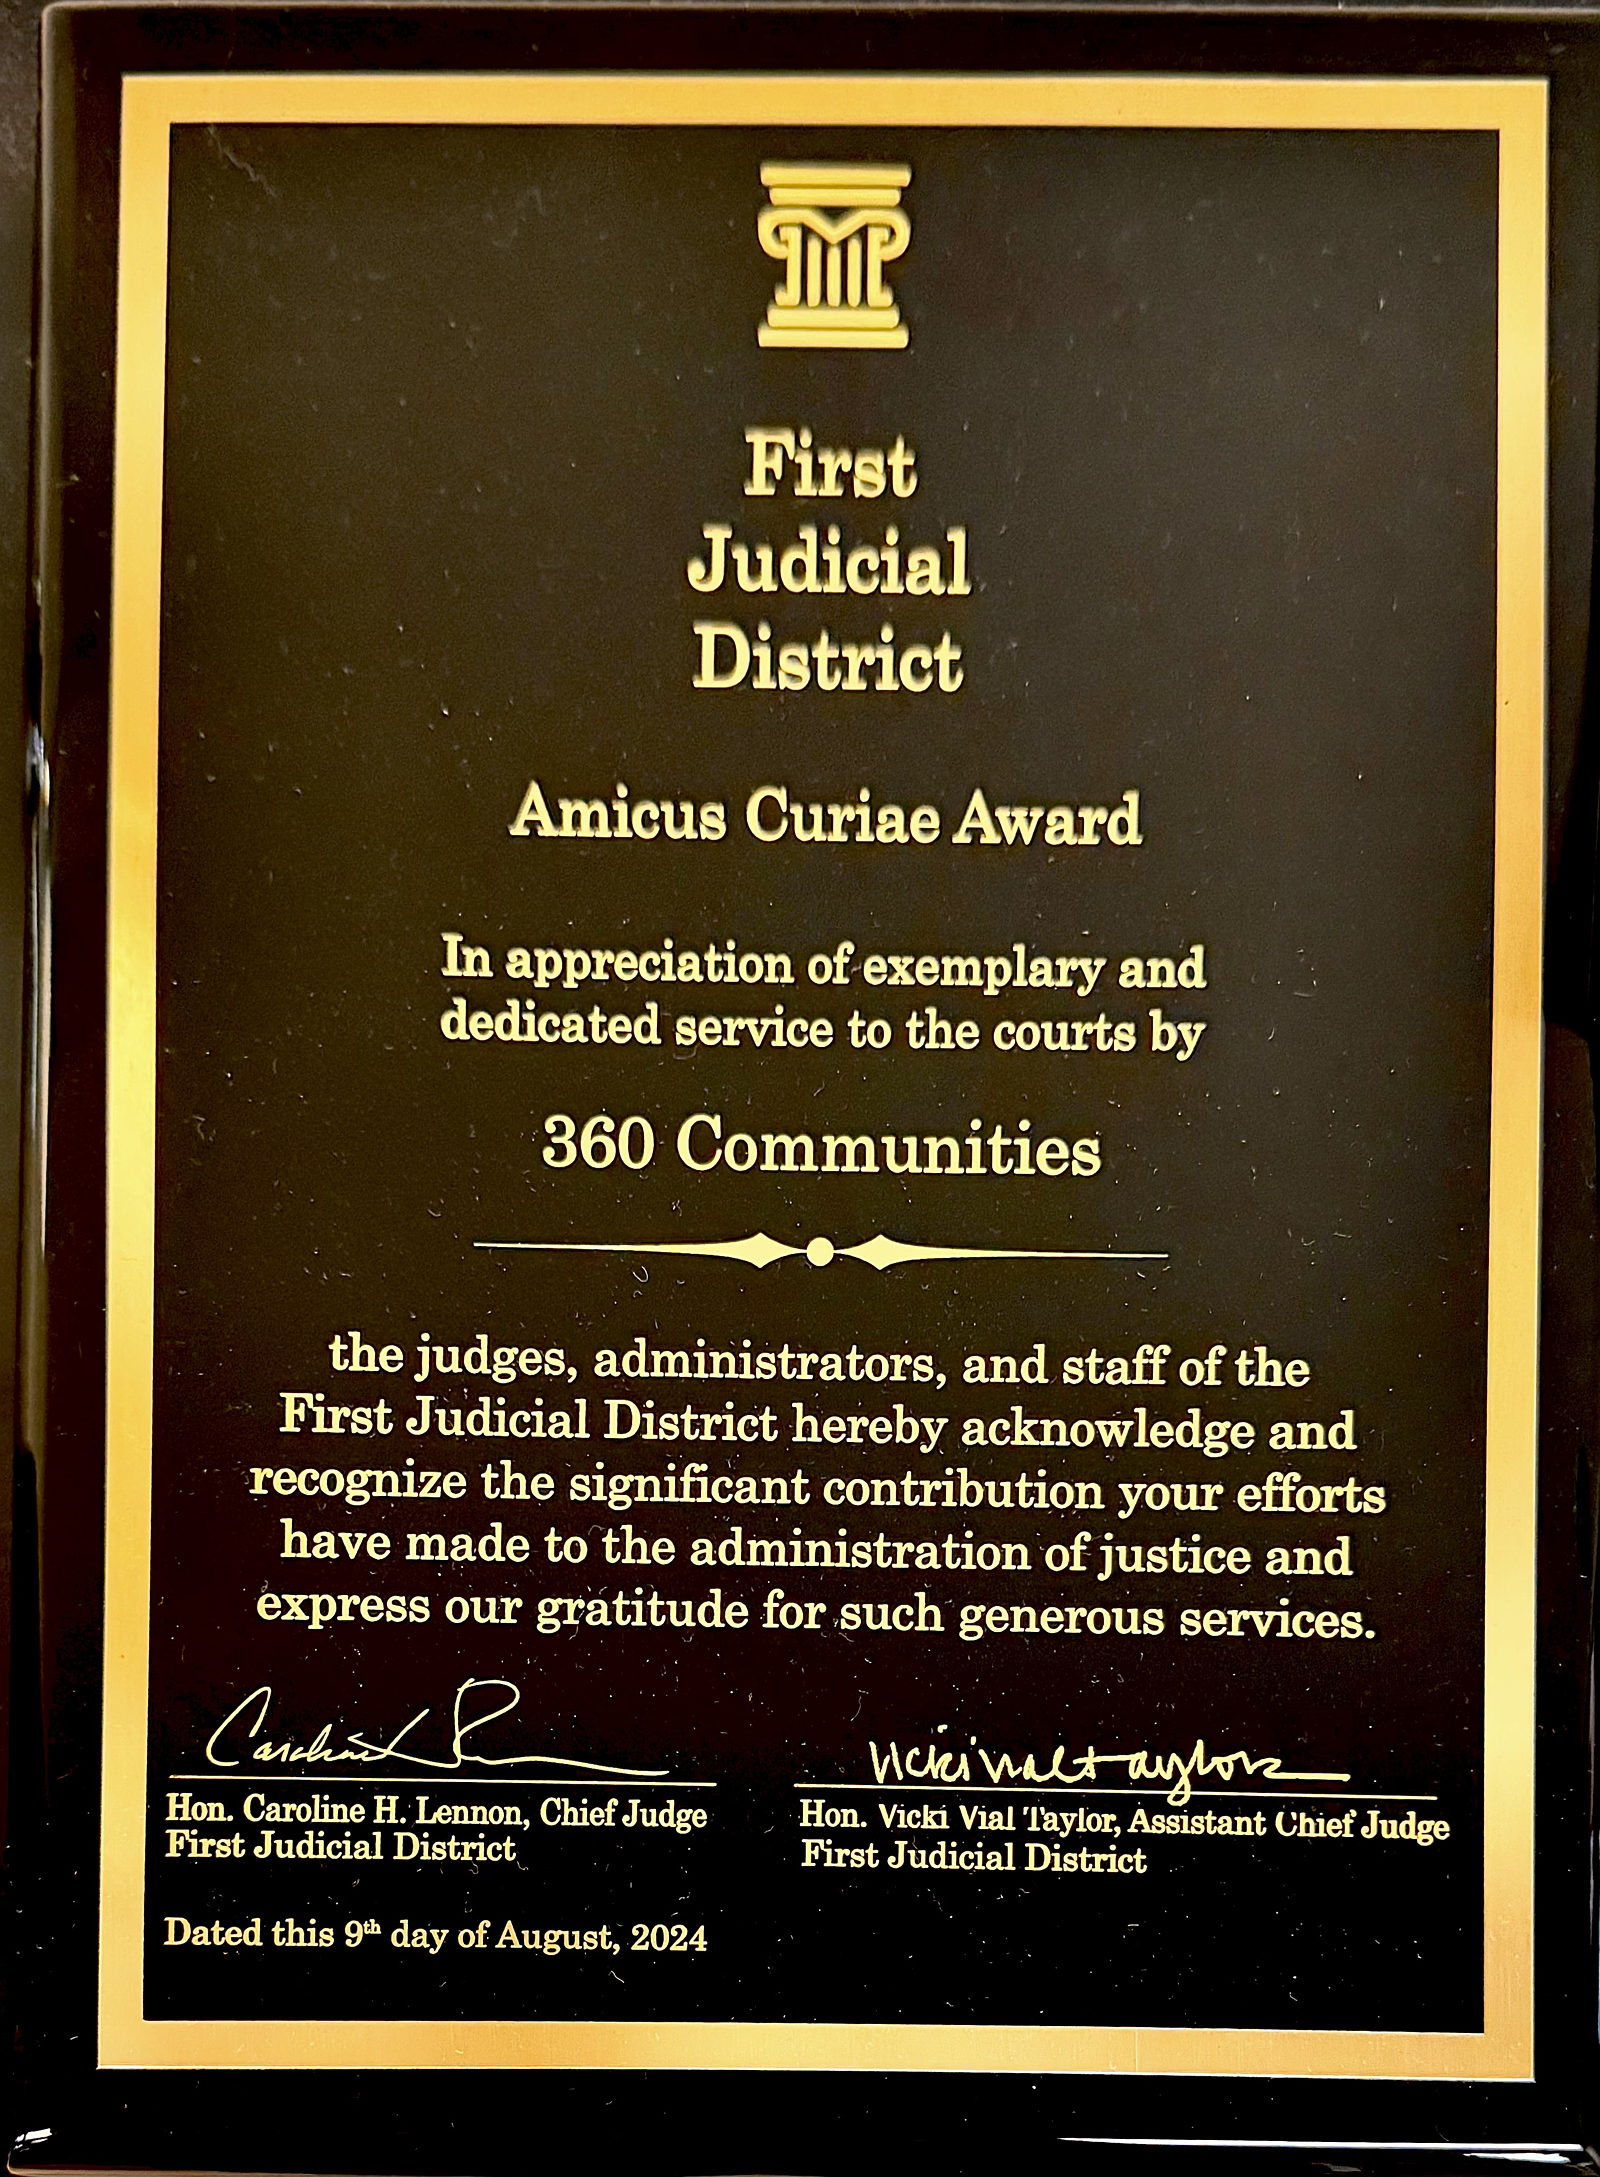 First
Judicial
District
Amicus Curiae Award
In appreciation of exemplary and
dedicated service to the courts by
360 Communities
the judges, administrators, and staff of the
First Judicial District hereby acknowledge and
recognize the significant contribution your efforts
have made to the administration of justice and
express our gratitude for such generous services.
Vicki Vial Taylor
Hon. Caroline H. Lennon, Chief Judge
First Judicial District
Hon. Vicki Vial Taylor, Assistant Chief Judge
First Judicial District
Dated this 9th day of August, 2024